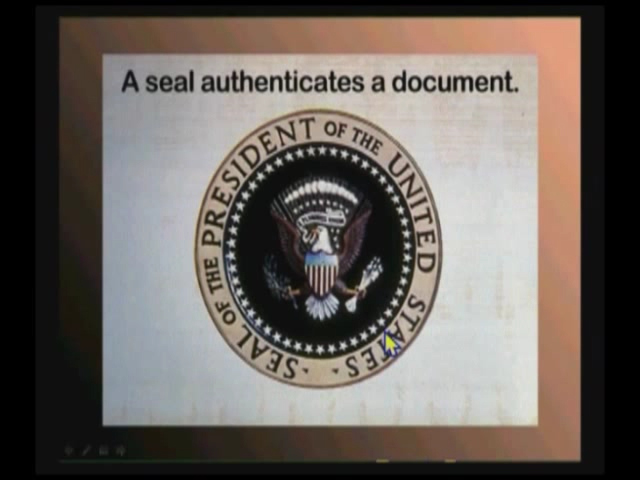 A seal authenticates a document.
SEAL OF THE PRESIDENT OF THE UNITED STATES